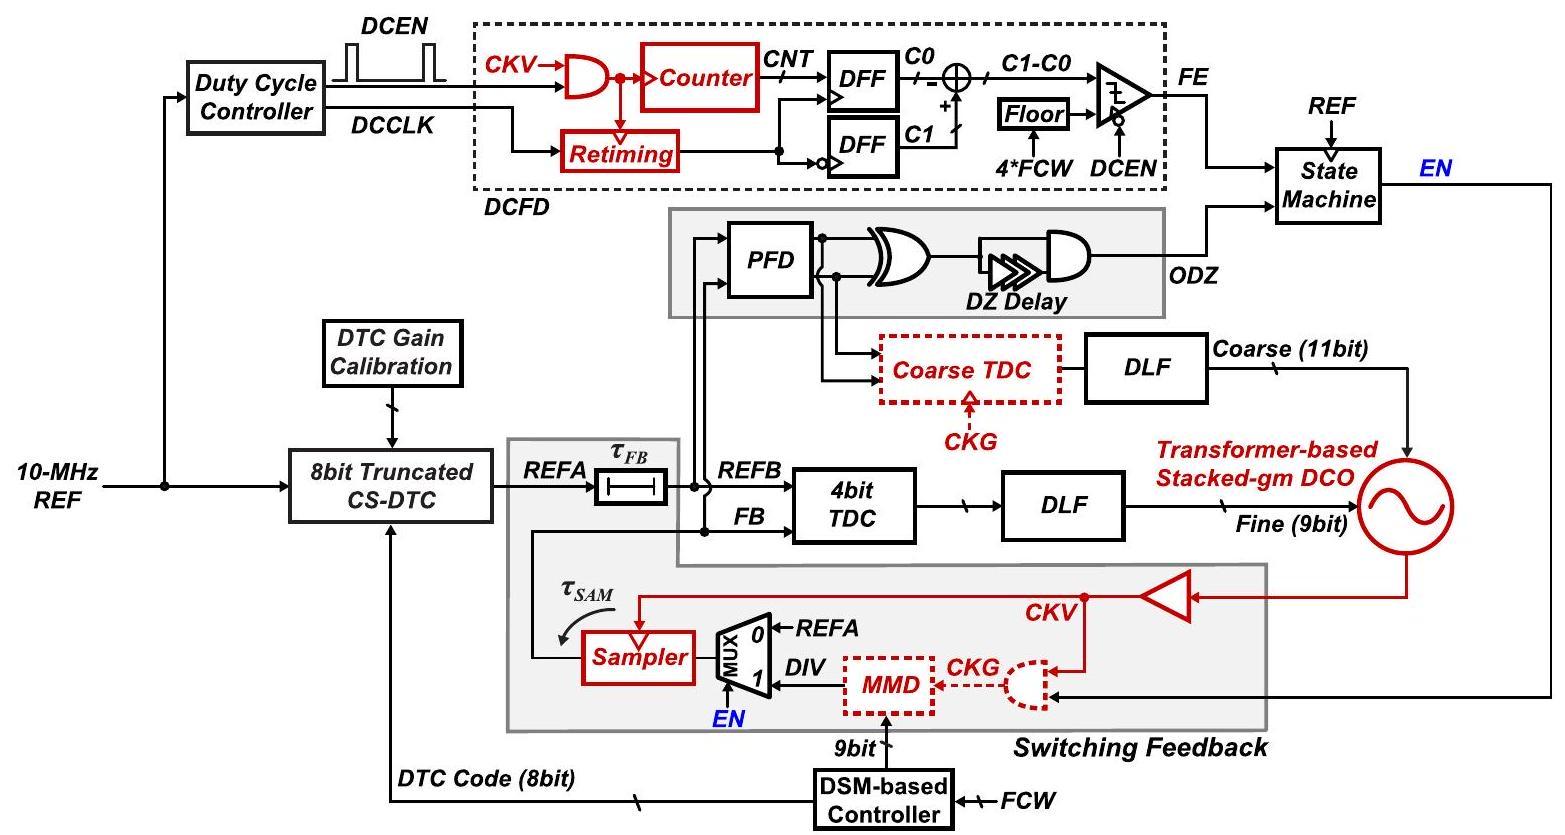 DCEN
Duty Cycle
Controller
DCCLK
CKV
Counter
CNT
DFF
C0
-
+
C1-C0
FE
Retiming
DFF
C1
Floor
4*FCW
DCEN
DCFD
REF
State
Machine
EN
PFD
DZ Delay
ODZ
DTC Gain
Calibration
Coarse TDC
CKG
DLF
Coarse (11bit)
10-MHz
REF
8bit Truncated
CS-DTC
REFA
τFB
REFB
FB
4bit
TDC
DLF
Transformer-based
Stacked-gm DCO
Fine (9bit)
τSAM
Sampler
MUX
0
1
REFA
DIV
EN
MMD
CKG
CKV
9bit
Switching Feedback
DTC Code (8bit)
DSM-based
Controller
FCW